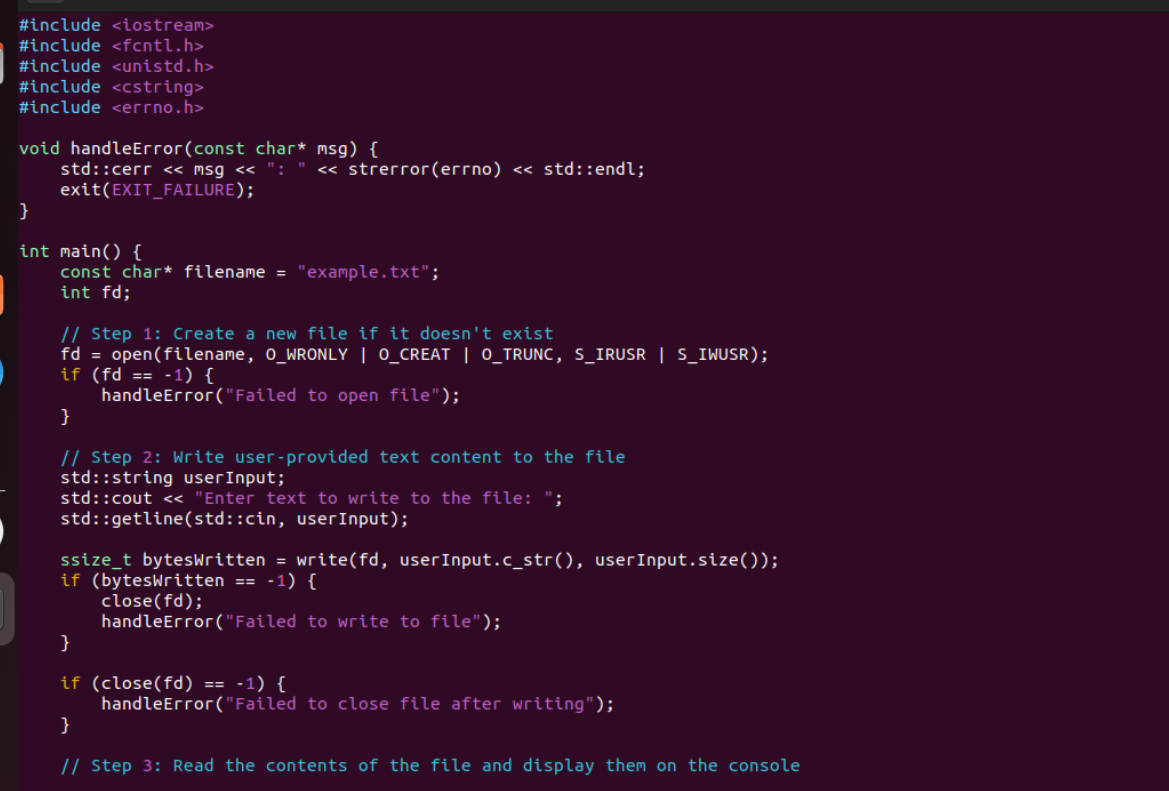 #include <iostream>
#include <fcntl.h>
#include <unistd.h>
#include <cstring>
#include <errno.h>

void handleError(const char* msg) {
    std::cerr << msg << ": " << strerror(errno) << std::endl;
    exit(EXIT_FAILURE);
}

int main() {
    const char* filename = "example.txt";
    int fd;

    // Step 1: Create a new file if it doesn't exist
    fd = open(filename, O_WRONLY | O_CREAT | O_TRUNC, S_IRUSR | S_IWUSR);
    if (fd == -1) {
        handleError("Failed to open file");
    }

    // Step 2: Write user-provided text content to the file
    std::string userInput;
    std::cout << "Enter text to write to the file: ";
    std::getline(std::cin, userInput);

    ssize_t bytesWritten = write(fd, userInput.c_str(), userInput.size());
    if (bytesWritten == -1) {
        close(fd);
        handleError("Failed to write to file");
    }

    if (close(fd) == -1) {
        handleError("Failed to close file after writing");
    }

    // Step 3: Read the contents of the file and display them on the console